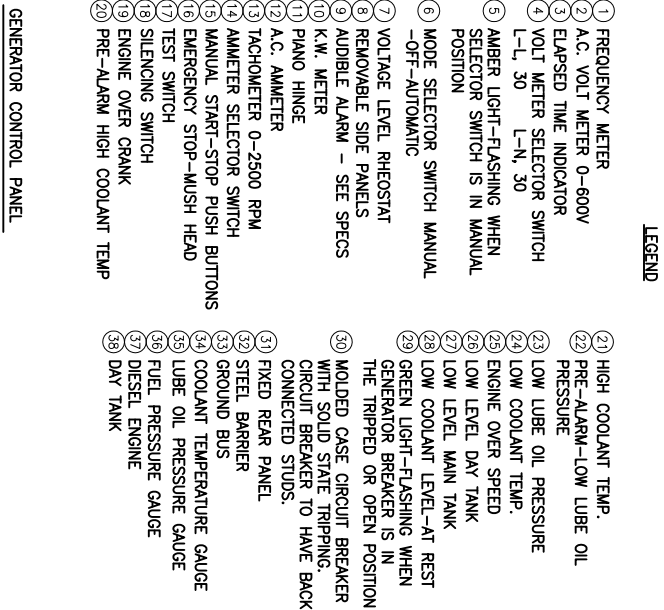 LEGEND
1 FREQUENCY METER
2 A.C. VOLT METER 0-600V
3 ELAPSED TIME INDICATOR
4 VOLT METER SELECTOR SWITCH
L-L, 30 L-N, 30
5 AMBER LIGHT-FLASHING WHEN
SELECTOR SWITCH IS IN MANUAL
POSITION
6 MODE SELECTOR SWITCH MANUAL
-OFF-AUTOMATIC
7 VOLTAGE LEVEL RHEOSTAT
8 REMOVABLE SIDE PANELS
9 AUDIBLE ALARM - SEE SPECS
10 K.W. METER
11 PIANO HINGE
12 A.C. AMMETER
13 TACHOMETER 0-2500 RPM
14 AMMETER SELECTOR SWITCH
15 MANUAL START-STOP PUSH BUTTONS
16 EMERGENCY STOP-MUSH HEAD
17 TEST SWITCH
18 SILENCING SWITCH
19 ENGINE OVER CRANK
20 PRE-ALARM HIGH COOLANT TEMP
21 HIGH COOLANT TEMP.
22 PRE-ALARM-LOW LUBE OIL
PRESSURE
23 LOW LUBE OIL PRESSURE
24 LOW COOLANT TEMP.
25 ENGINE OVER SPEED
26 LOW LEVEL DAY TANK
27 LOW LEVEL MAIN TANK
28 LOW COOLANT LEVEL-AT REST
29 GREEN LIGHT-FLASHING WHEN
GENERATOR BREAKER IS IN
THE TRIPPED OR OPEN POSITION
30 MOLDED CASE CIRCUIT BREAKER
WITH SOLID STATE TRIPPING.
CIRCUIT BREAKER TO HAVE BACK
CONNECTED STUDS.
31 FIXED REAR PANEL
32 STEEL BARRIER
33 GROUND BUS
34 COOLANT TEMPERATURE GAUGE
35 LUBE OIL PRESSURE GAUGE
36 FUEL PRESSURE GAUGE
37 DIESEL ENGINE
38 DAY TANK
GENERATOR CONTROL PANEL